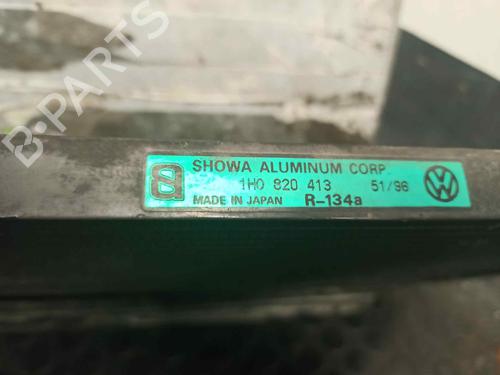 B-PARTS
SHOWA ALUMINUM CORP.
1H0 820 413 51/96
MADE IN JAPAN R-134a